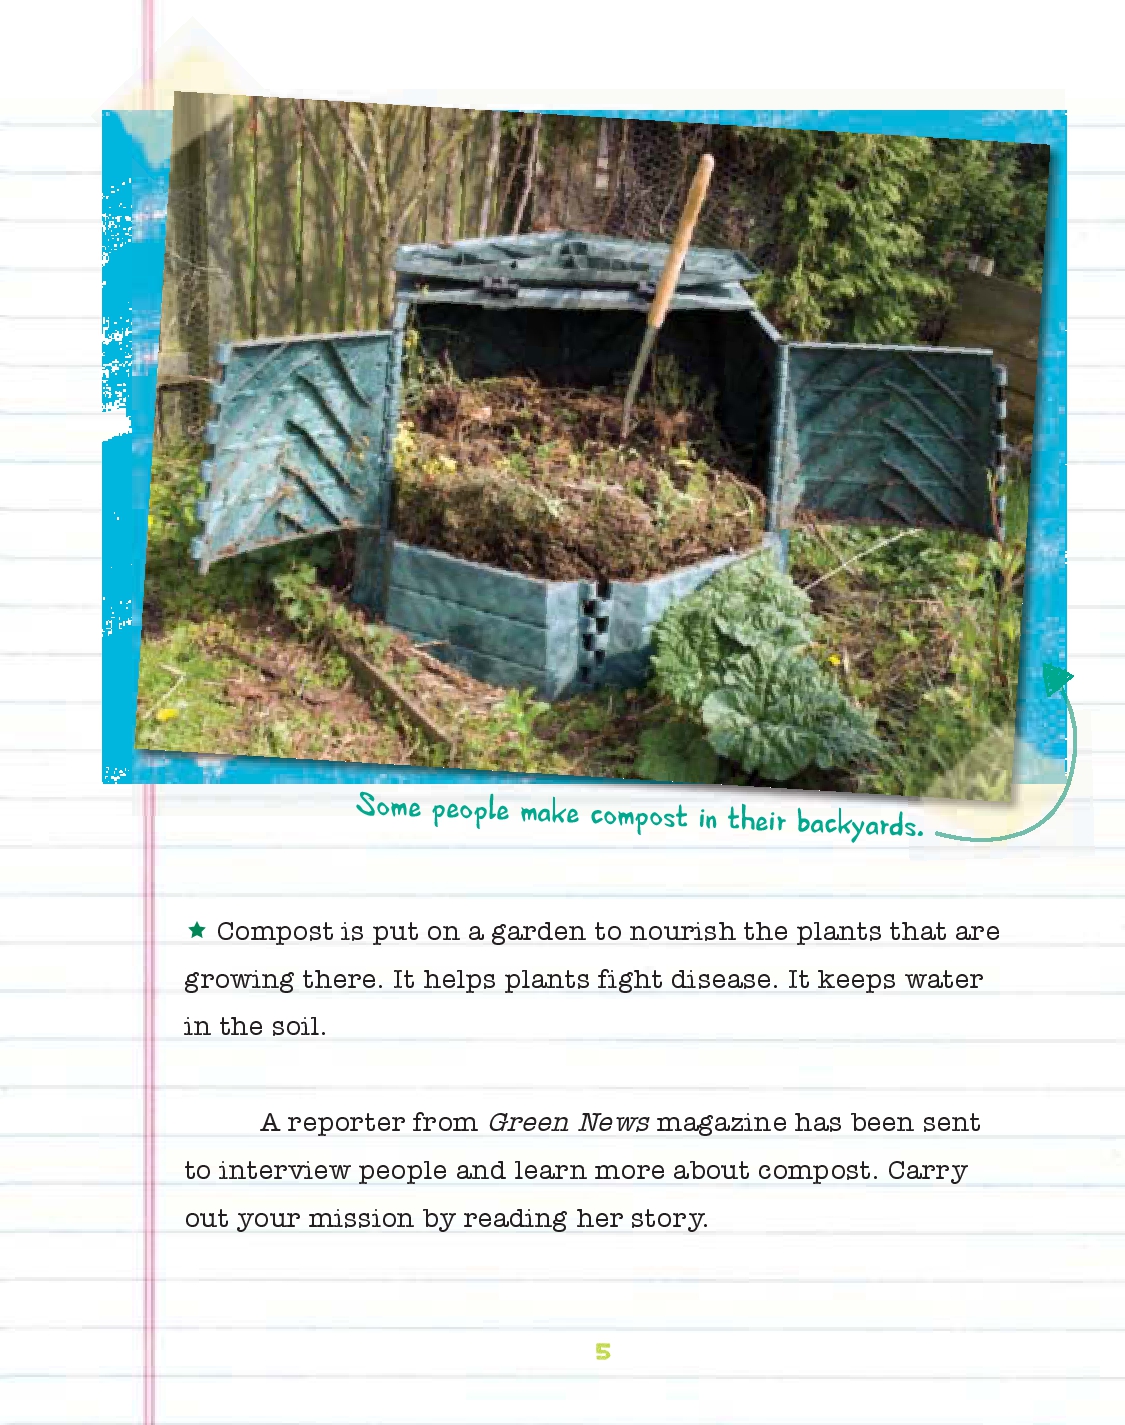 Some people make compost in their backyards.
★ Compost is put on a garden to nourish the plants that are
growing there. It helps plants fight disease. It keeps water
in the soil.
A reporter from Green News magazine has been sent
to interview people and learn more about compost. Carry
out your mission by reading her story.
5